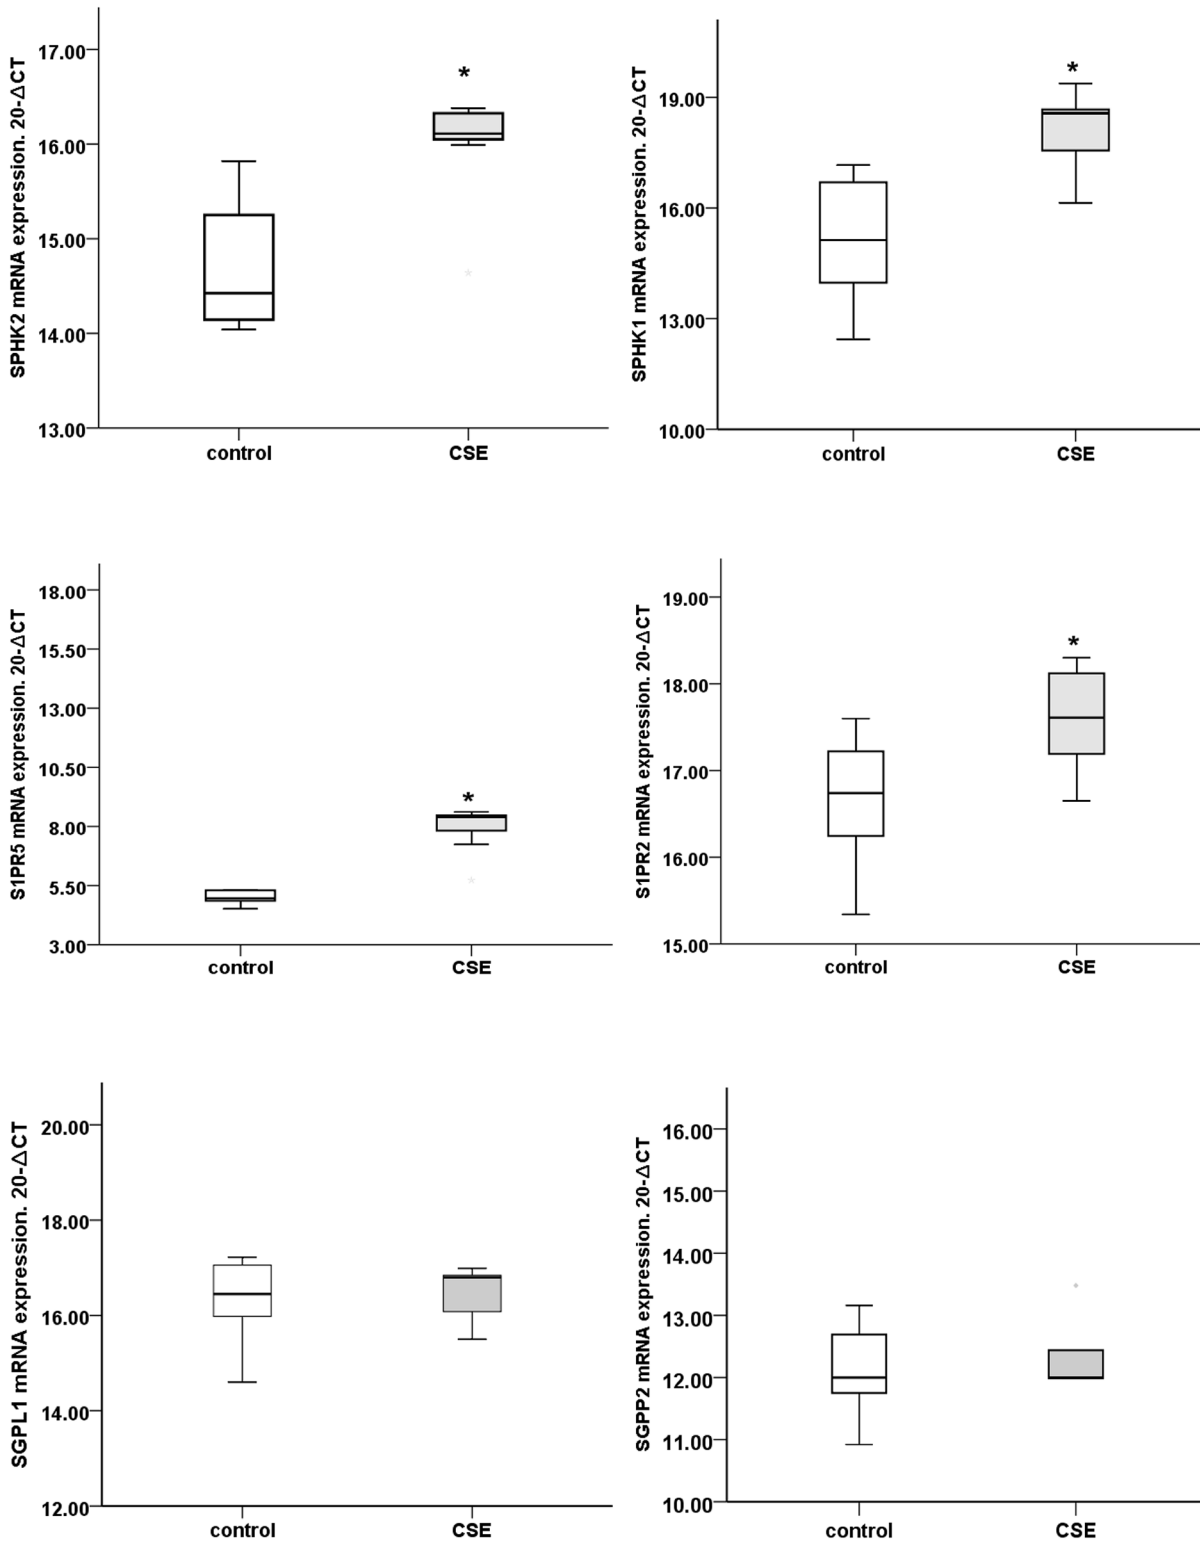 SPHK2 mRNA expression. 20-ΔCT
17.00
16.00
15.00
14.00
13.00
*
control
CSE
SPHK1 mRNA expression. 20-ΔCT
19.00
16.00
13.00
10.00
*
control
CSE
S1PR5 mRNA expression. 20-ΔCT
18.00
15.50
13.00
10.50
8.00
5.50
3.00
*
control
CSE
S1PR2 mRNA expression. 20-ΔCT
19.00
18.00
17.00
16.00
15.00
*
control
CSE
SGPL1 mRNA expression. 20-ΔCT
20.00
18.00
16.00
14.00
12.00
control
CSE
SGPP2 mRNA expression. 20-ΔCT
16.00
15.00
14.00
13.00
12.00
11.00
10.00
control
CSE